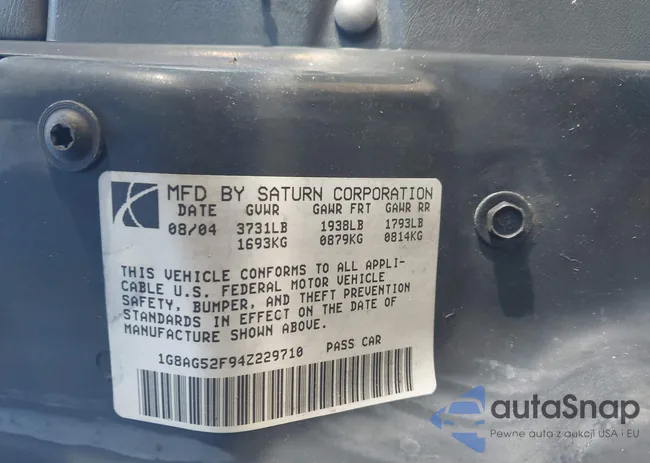 MFD BY SATURN CORPORATION
DATE GVWR GAWR FRT GAWR RR
08/04 3731LB 1938LB 1793LB
1693KG 0879KG 0814KG
THIS VEHICLE CONFORMS TO ALL APPLI-
CABLE U.S. FEDERAL MOTOR VEHICLE
SAFETY, BUMPER, AND THEFT PREVENTION
STANDARDS IN EFFECT ON THE DATE OF
MANUFACTURE SHOWN ABOVE.
1G8AG52F94Z229710 PASS CAR
autaSnap
Pewne auta z aukcji USA i EU